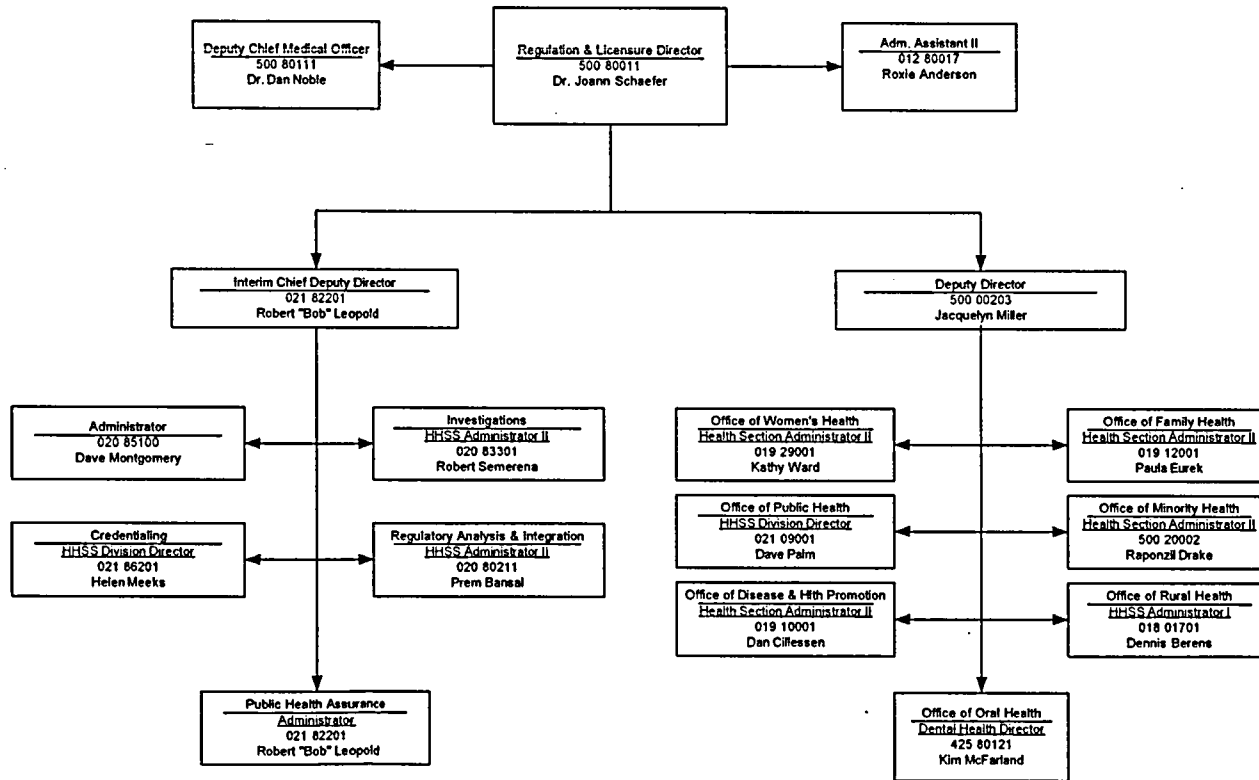 Deputy Chief Medical Officer
500 80111
Dr. Dan Noble
Regulation & Licensure Director
500 80011
Dr. Joann Schaefer
Adm. Assistant II
012 80017
Roxie Anderson
Interim Chief Deputy Director
021 82201
Robert "Bob" Leopold
Deputy Director
500 00203
Jacquelyn Miller
Administrator
020 85100
Dave Montgomery
Investigations
HHSS Administrator II
020 83301
Robert Semerena
Office of Women's Health
Health Section Administrator II
019 29001
Kathy Ward
Office of Family Health
Health Section Administrator II
019 12001
Paula Eurek
Credentialing
HHSS Division Director
021 86201
Helen Meeks
Regulatory Analysis & Integration
HHSS Administrator II
020 80211
Prem Bansal
Office of Public Health
HHSS Division Director
021 09001
Dave Palm
Office of Minority Health
Health Section Administrator II
500 20002
Raponzil Drake
Office of Disease & Hlth Promotion
Health Section Administrator II
019 10001
Dan Cillessen
Office of Rural Health
HHSS Administrator I
018 01701
Dennis Berens
Public Health Assurance
Administrator
021 82201
Robert "Bob" Leopold
Office of Oral Health
Dental Health Director
425 80121
Kim McFarland